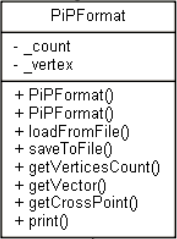 PiPFormat
- _count
- _vertex
+ PiPFormat()
+ PiPFormat()
+ loadFromFile()
+ saveToFile()
+ getVerticesCount()
+ getVector()
+ getCrossPoint()
+ print()